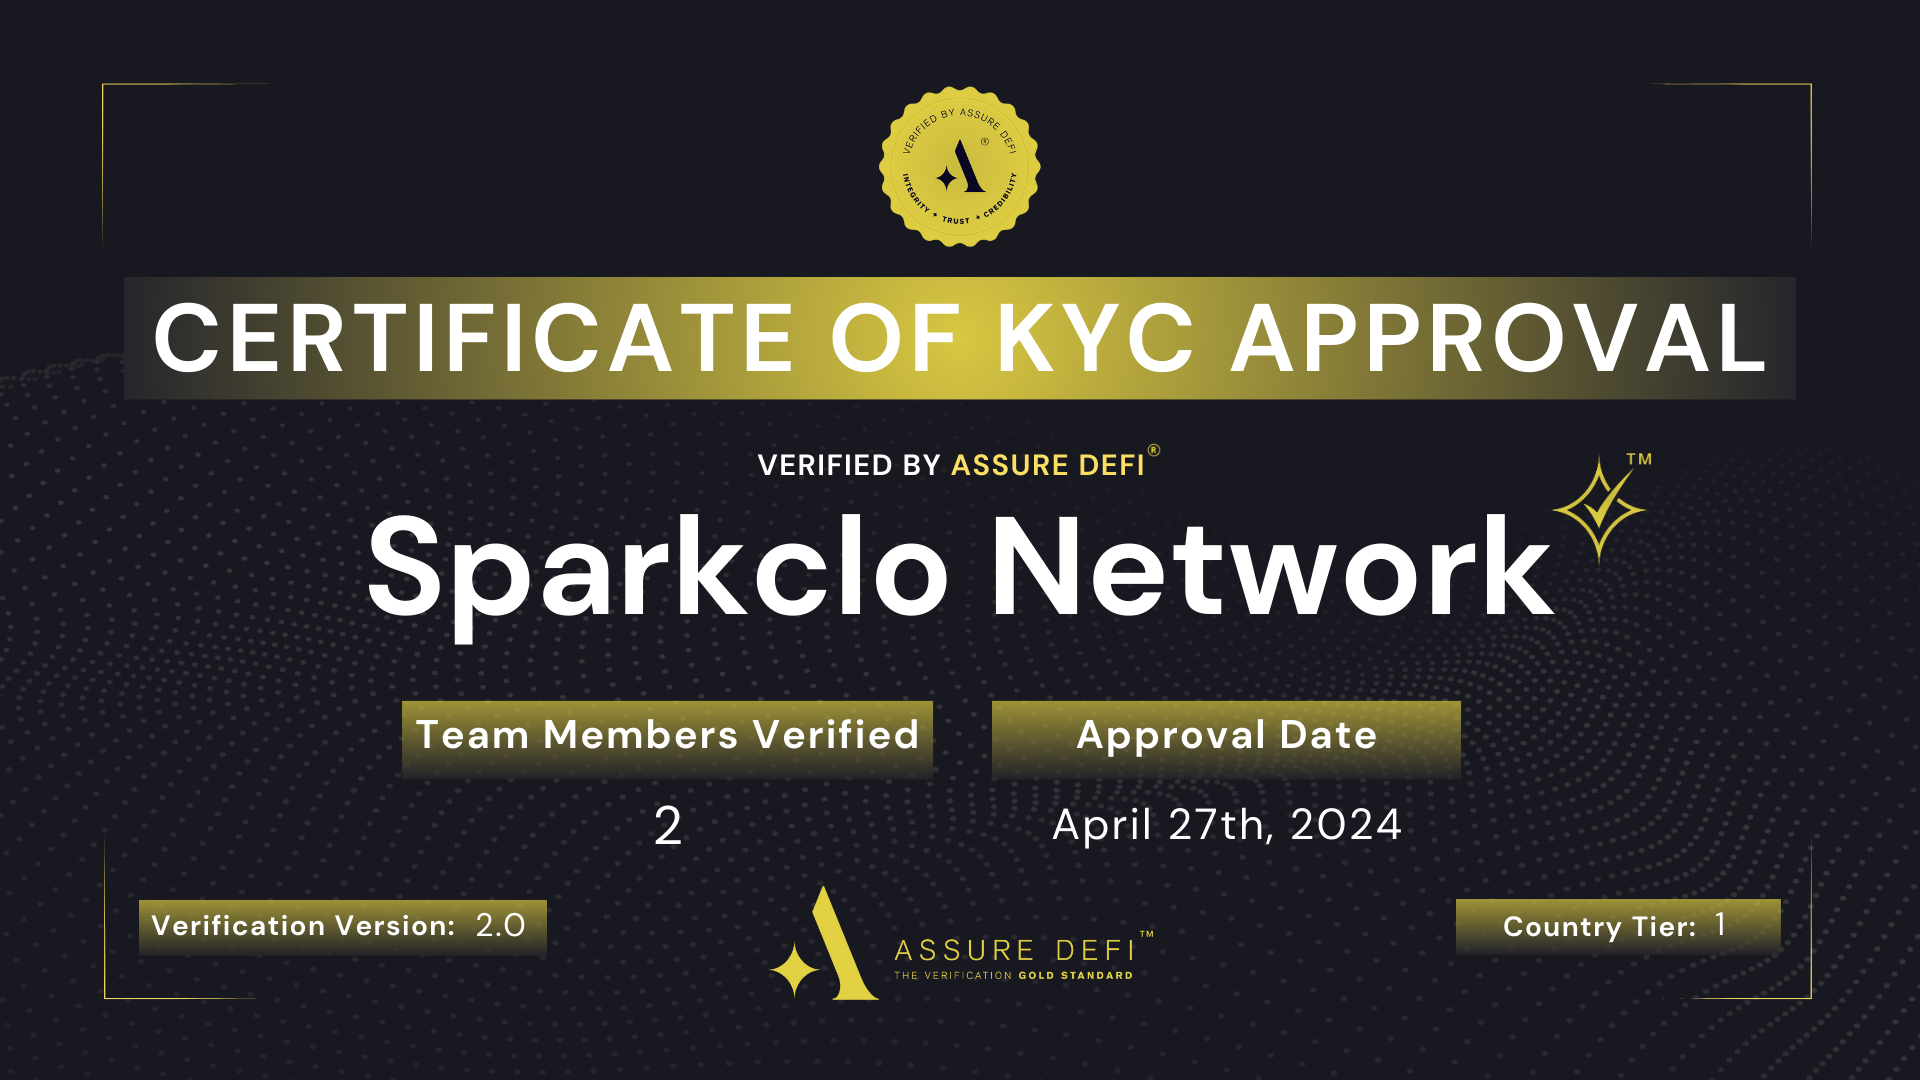 VERIFIED BY ASSURE DEFI
®
INTEGRITY ✦ TRUST ✦ CREDIBILITY
CERTIFICATE OF KYC APPROVAL
VERIFIED BY ASSURE DEFI®
Sparkclo Network
TM
Team Members Verified
Approval Date
2
April 27th, 2024
Verification Version: 2.0
Country Tier: 1
ASSURE DEFI™
THE VERIFICATION GOLD STANDARD